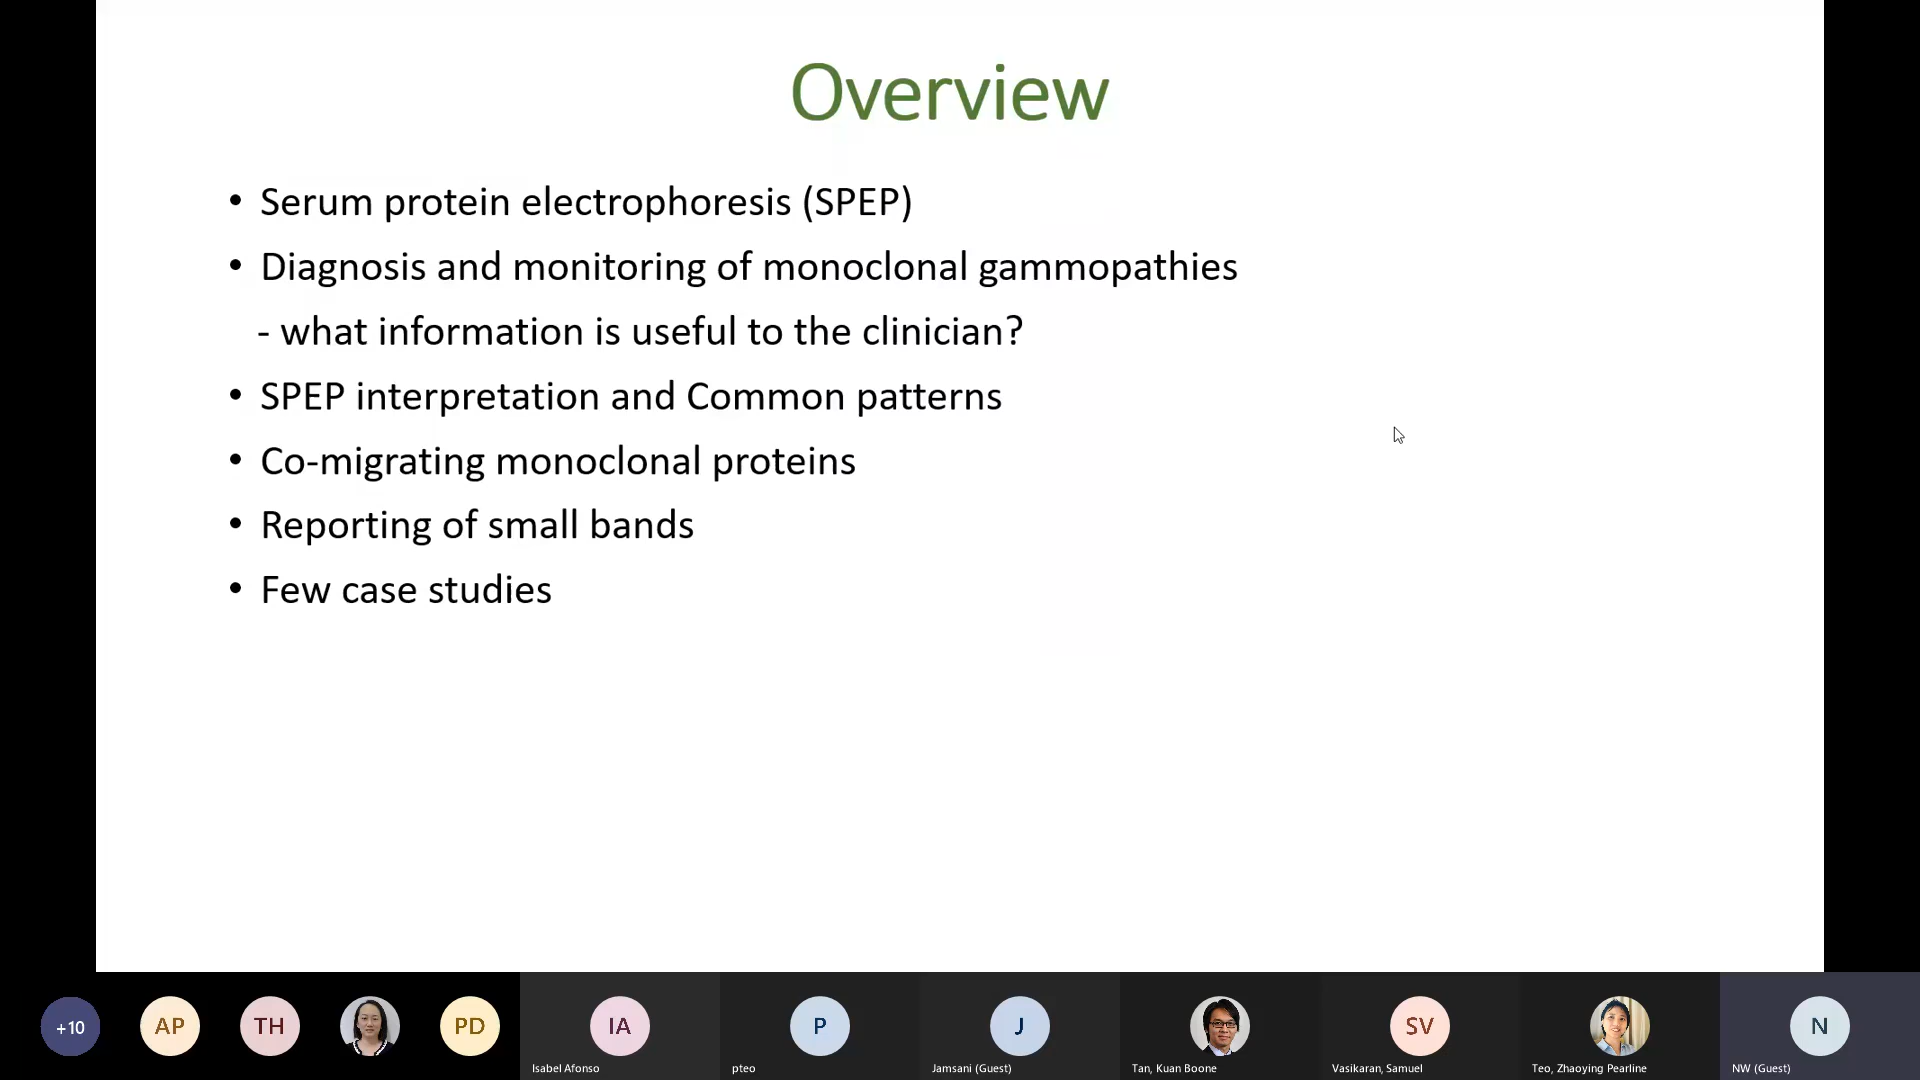 Overview
• Serum protein electrophoresis (SPEP)
• Diagnosis and monitoring of monoclonal gammopathies
- what information is useful to the clinician?
• SPEP interpretation and Common patterns
• Co-migrating monoclonal proteins
• Reporting of small bands
• Few case studies
+10
AP
TH
PD
IA
P
J
SV
N
Isabel Afonso
pteo
Jamsani (Guest)
Tan, Kuan Boone
Vasikaran, Samuel
Teo, Zhaoying Pearline
NW (Guest)